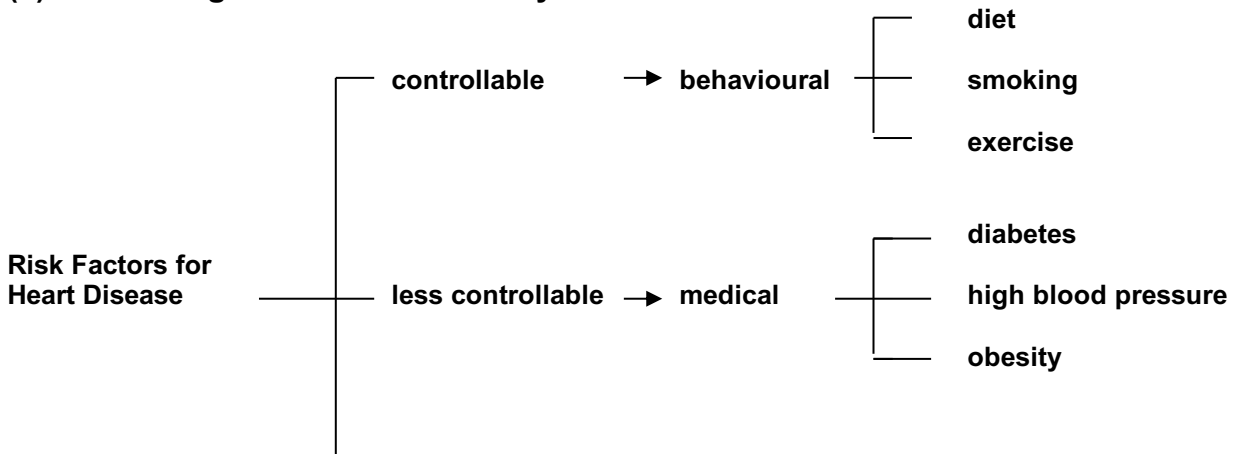 diet
controllable behavioural smoking
exercise
diabetes
Risk Factors for
Heart Disease less controllable medical high blood pressure
obesity